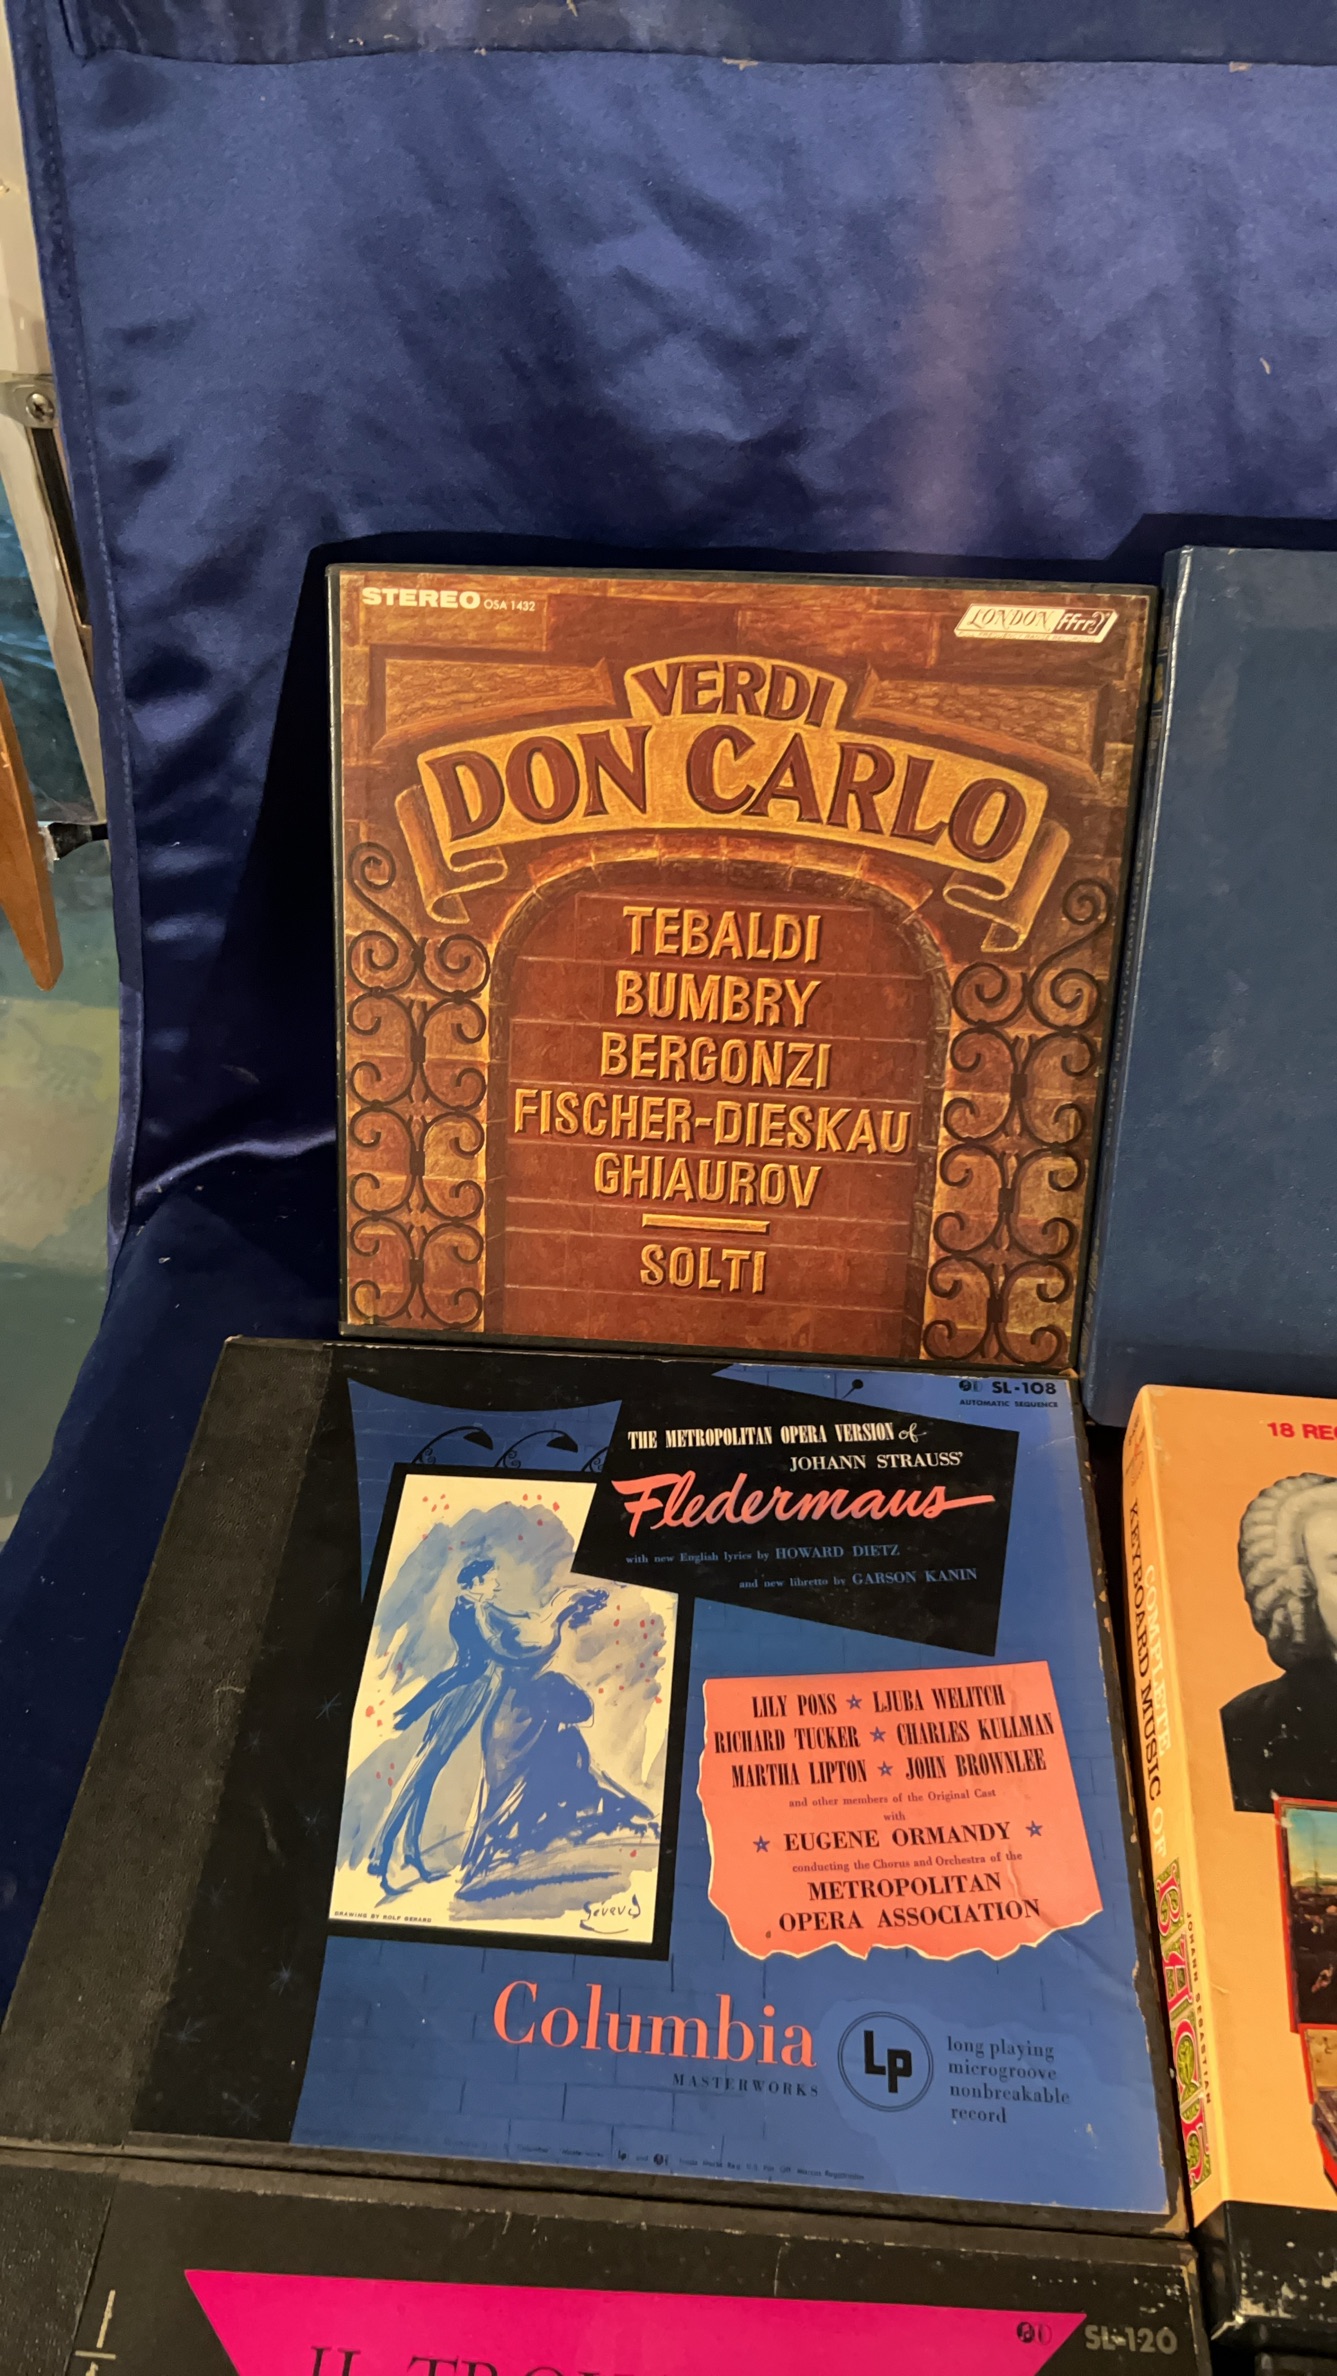 STEREO OSA 1432
LONDON ffrr
VERDI
DON CARLO
TEBALDI
BUMBRY
BERGONZI
FISCHER-DIESKAU
GHIAUROV
SOLTI
SL-108
AUTOMATIC SEQUENCE
THE METROPOLITAN OPERA VERSION of
JOHANN STRAUSS'
Fledermaus
with new English lyrics by HOWARD DIETZ
and new libretto by GARSON KANIN
LILY PONS ★ LJUBA WELITCH
RICHARD TUCKER ★ CHARLES KULLMAN
MARTHA LIPTON ★ JOHN BROWNLEE
and other members of the Original Cast
with
★ EUGENE ORMANDY ★
conducting the Chorus and Orchestra of the
METROPOLITAN
OPERA ASSOCIATION
DRAWING BY ROLF GERARD
Columbia
MASTERWORKS
Lp
long playing
microgroove
nonbreakable
record
18 REC
COMPLETE
KEYBOARD MUSIC OF
JOHANN SEBASTIAN
SL-120
IL TRO